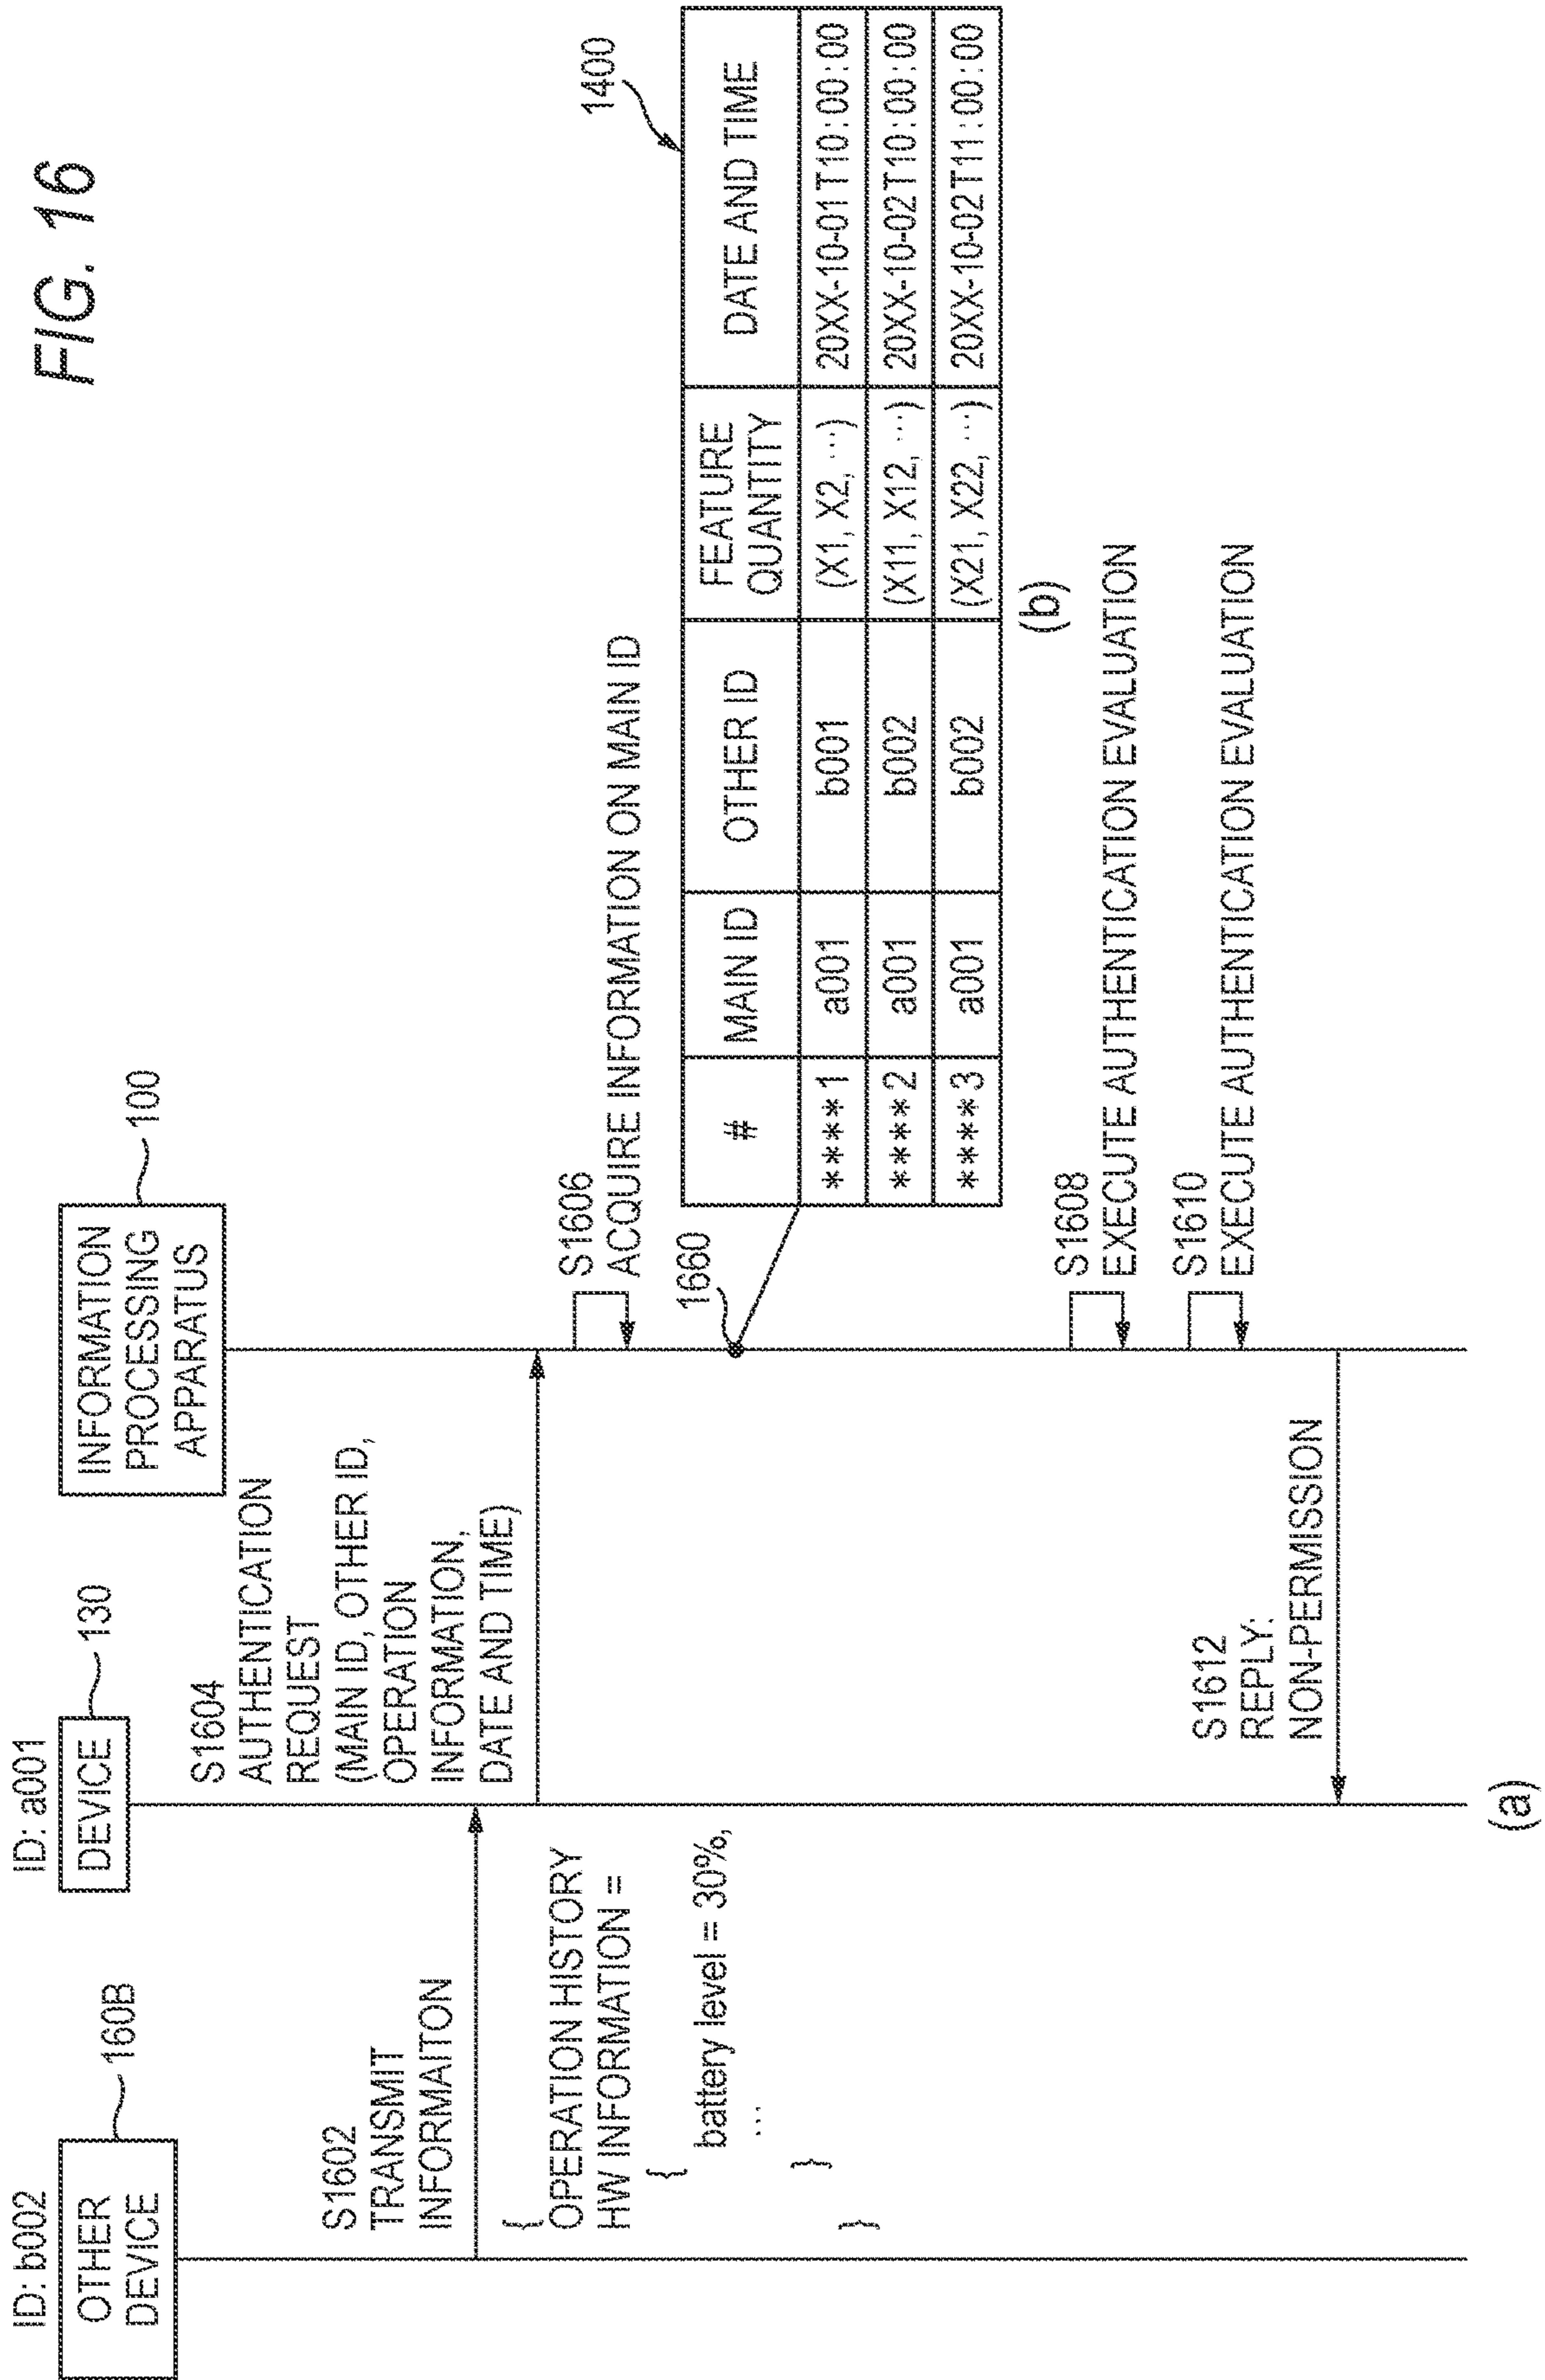 FIG. 16
ID: b002
OTHER
DEVICE
160B
ID: a001
DEVICE
130
INFORMATION
PROCESSING
APPARATUS
100
S1602
TRANSMIT
INFORMAITON
{
OPERATION HISTORY
HW INFORMATION =
{
battery level = 30%,
...
}
}
S1604
AUTHENTICATION
REQUEST
(MAIN ID, OTHER ID,
OPERATION
INFORMATION,
DATE AND TIME)
S1606
ACQUIRE INFORMATION ON MAIN ID
1660
1400
# MAIN ID OTHER ID FEATURE QUANTITY DATE AND TIME
****1 a001 b001 (X1, X2, ...) 20XX-10-01T10:00:00
****2 a001 b002 (X11, X12, ...) 20XX-10-02T10:00:00
****3 a001 b002 (X21, X22, ...) 20XX-10-02T11:00:00
(b)
S1608
EXECUTE AUTHENTICATION EVALUATION
S1610
EXECUTE AUTHENTICATION EVALUATION
S1612
REPLY:
NON-PERMISSION
(a)